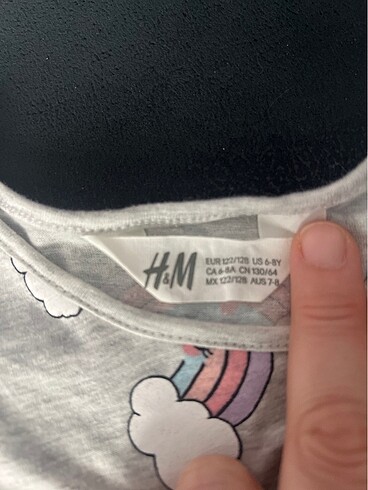 H&M
EUR 122/128 US 6-8Y
CA 6-8A CN 130/64
MX 122/128 AUS 7-8